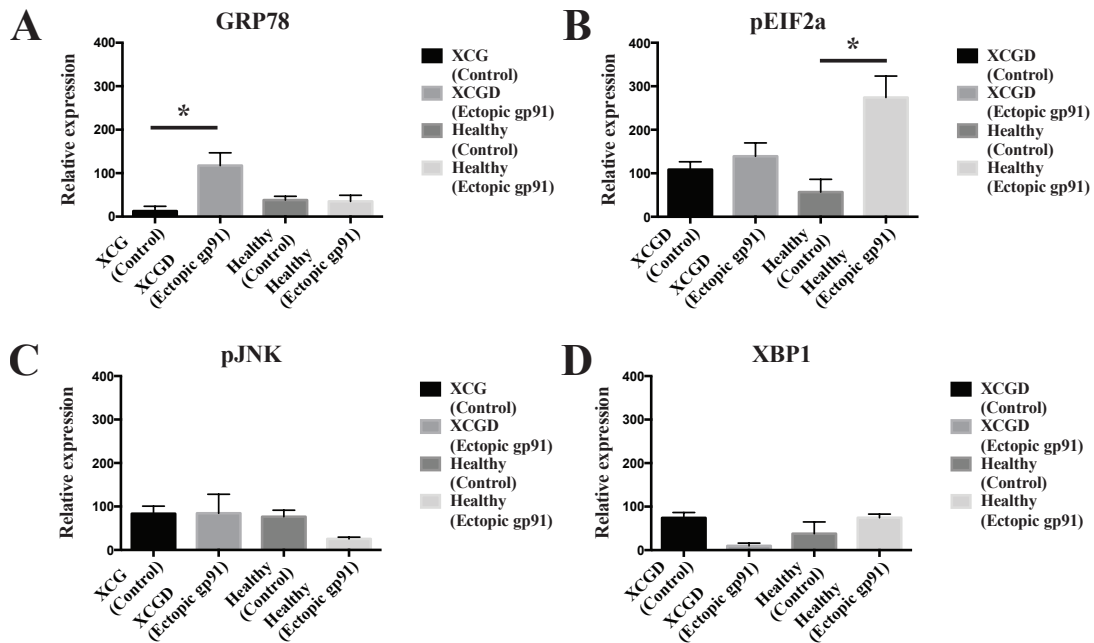 A
GRP78
Relative expression
400
300
200
100
0
*
XCG
(Control)
XCGD
(Ectopic gp91)
Healthy
(Control)
Healthy
(Ectopic gp91)
XCG
(Control)
XCGD
(Ectopic gp91)
Healthy
(Control)
Healthy
(Ectopic gp91)
B
pEIF2a
Relative expression
400
300
200
100
0
*
XCGD
(Control)
XCGD
(Ectopic gp91)
Healthy
(Control)
Healthy
(Ectopic gp91)
XCGD
(Control)
XCGD
(Ectopic gp91)
Healthy
(Control)
Healthy
(Ectopic gp91)
C
pJNK
Relative expression
400
300
200
100
0
XCG
(Control)
XCGD
(Ectopic gp91)
Healthy
(Control)
Healthy
(Ectopic gp91)
XCG
(Control)
XCGD
(Ectopic gp91)
Healthy
(Control)
Healthy
(Ectopic gp91)
D
XBP1
Relative expression
400
300
200
100
0
XCGD
(Control)
XCGD
(Ectopic gp91)
Healthy
(Control)
Healthy
(Ectopic gp91)
XCGD
(Control)
XCGD
(Ectopic gp91)
Healthy
(Control)
Healthy
(Ectopic gp91)